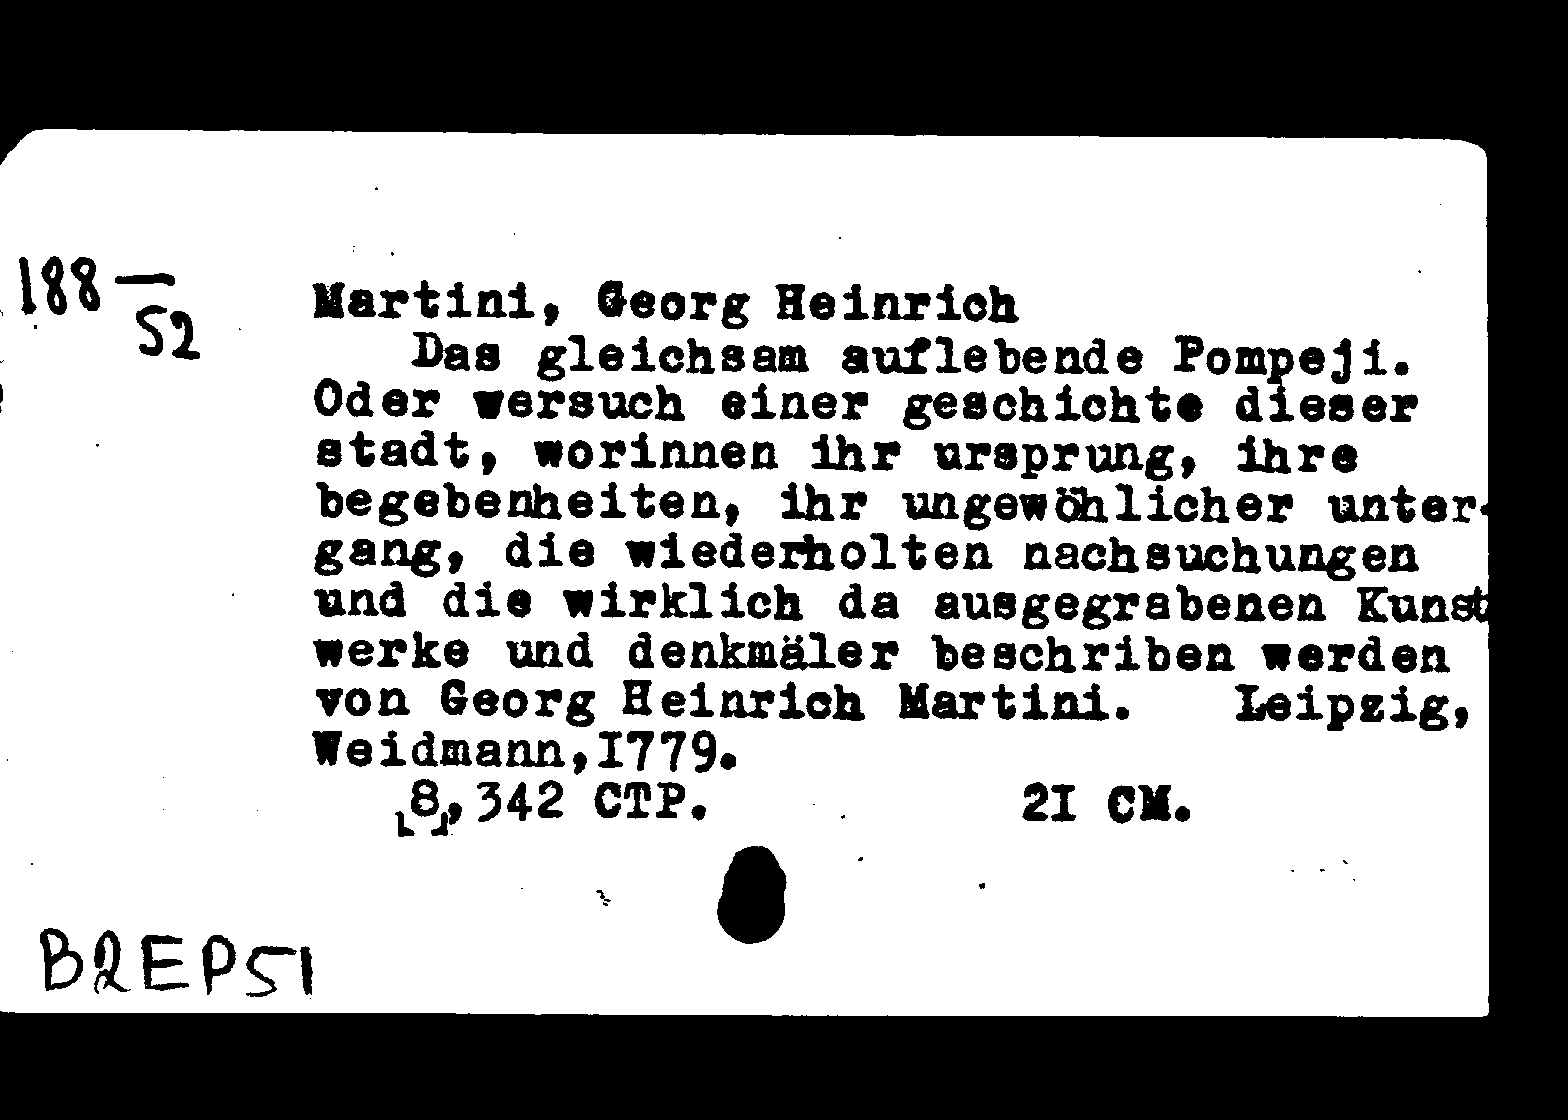 188—
52
Martini, Georg Heinrich
Das gleichsam auflebende Pompeji.
Oder wersuch einer geschichte dieser
stadt, worinnen ihr ursprung, ihre
begebenheiten, ihr ungewöhlicher unter-
gang, die wiederholten nachsuchungen
und die wirklich da ausgegrabenen Kunst
werke und denkmäler beschriben werden
von Georg Heinrich Martini. Leipzig,
Weidmann,I779.
[8], 342 СТР. 2I СМ.
B2EP51